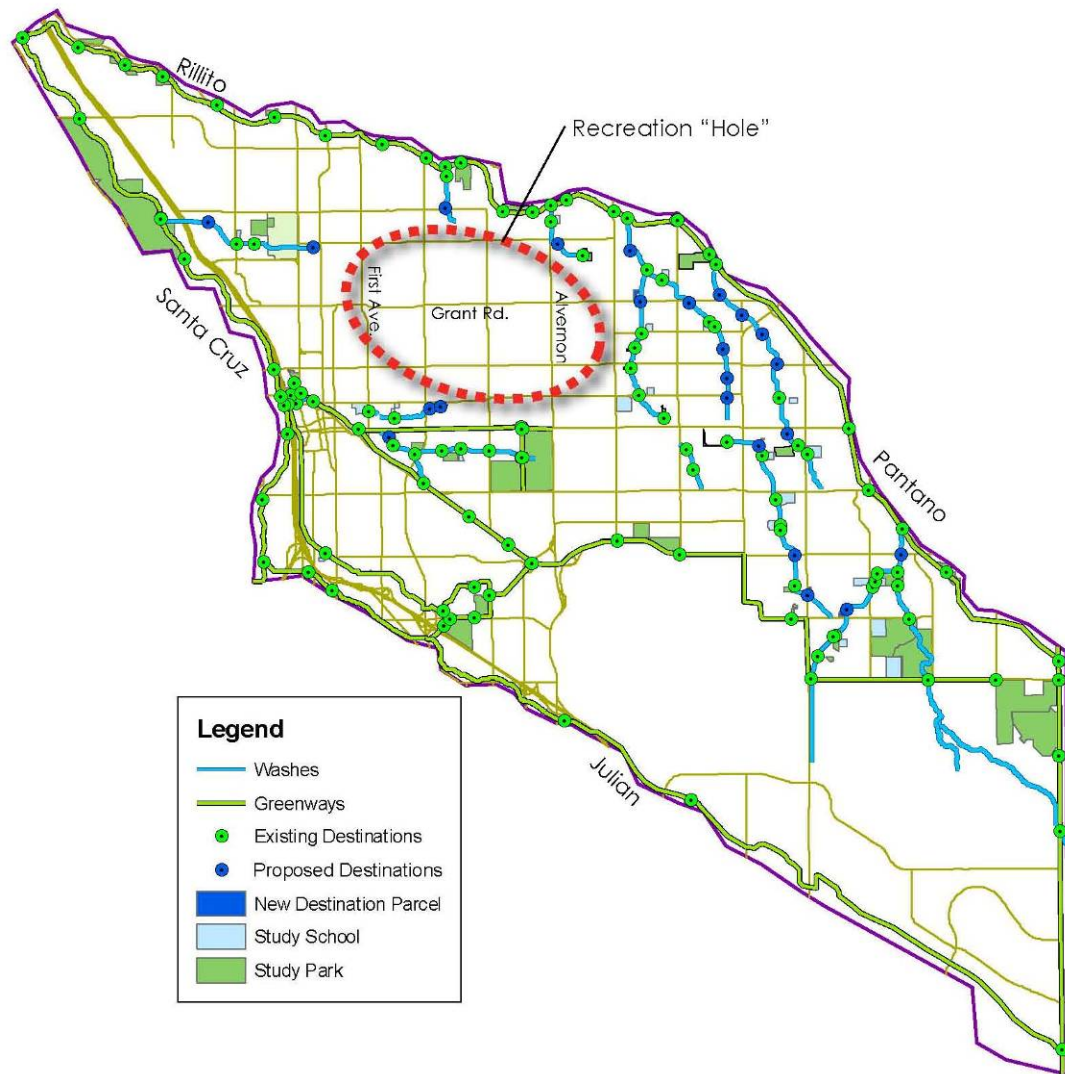 Rillito
Recreation "Hole"
First Ave.
Grant Rd.
Alvernon
Santa Cruz
Pantano
Julian
Legend
Washes
Greenways
Existing Destinations
Proposed Destinations
New Destination Parcel
Study School
Study Park